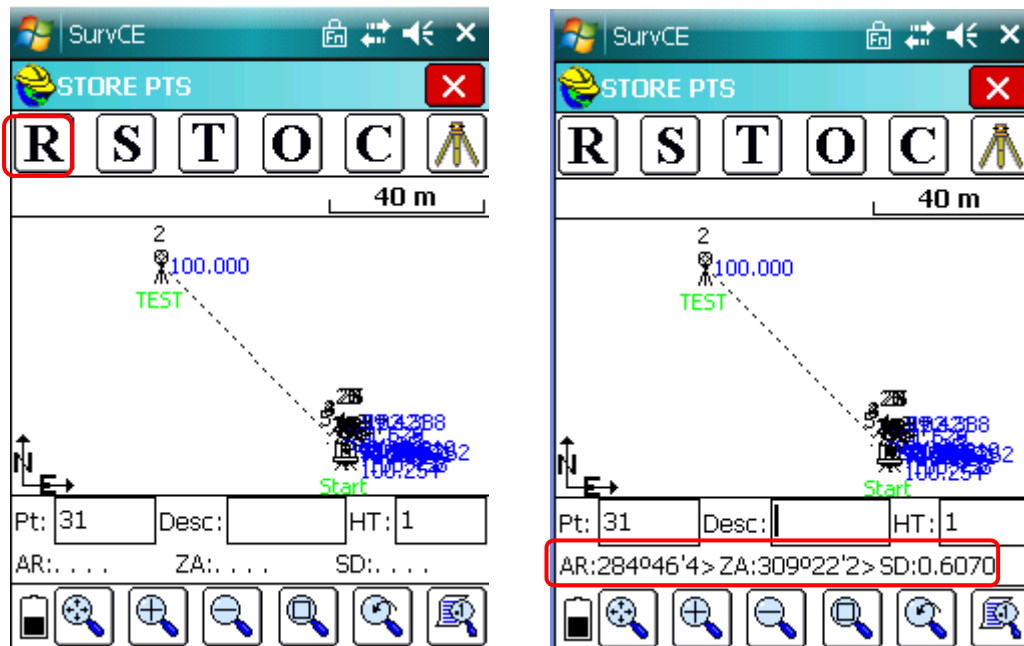 SurvCE
STORE PTS
R S T O C
40 m
2
100.000
TEST
Start
N
E
Pt: 31 Desc: HT: 1
AR:. . . . ZA:. . . . SD:. . . .
SurvCE
STORE PTS
R S T O C
40 m
2
100.000
TEST
Start
N
E
Pt: 31 Desc: HT: 1
AR:284º46'4> ZA:309º22'2> SD:0.6070